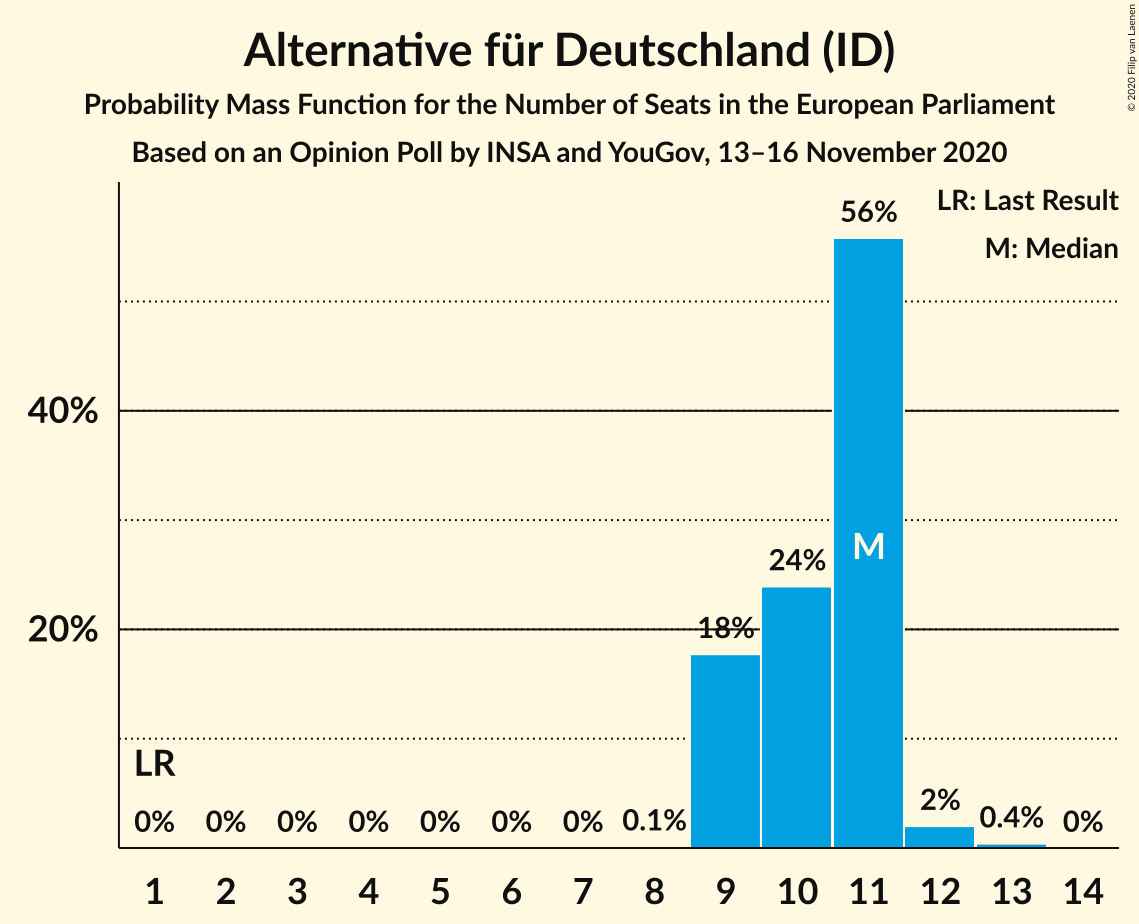 Alternative für Deutschland (ID)
Probability Mass Function for the Number of Seats in the European Parliament
Based on an Opinion Poll by INSA and YouGov, 13–16 November 2020
© 2020 Filip van Laenen
LR: Last Result
M: Median
56%
40%
M
24%
20%
18%
LR
0% 0% 0% 0% 0% 0% 0% 0.1% 2% 0.4% 0%
1 2 3 4 5 6 7 8 9 10 11 12 13 14